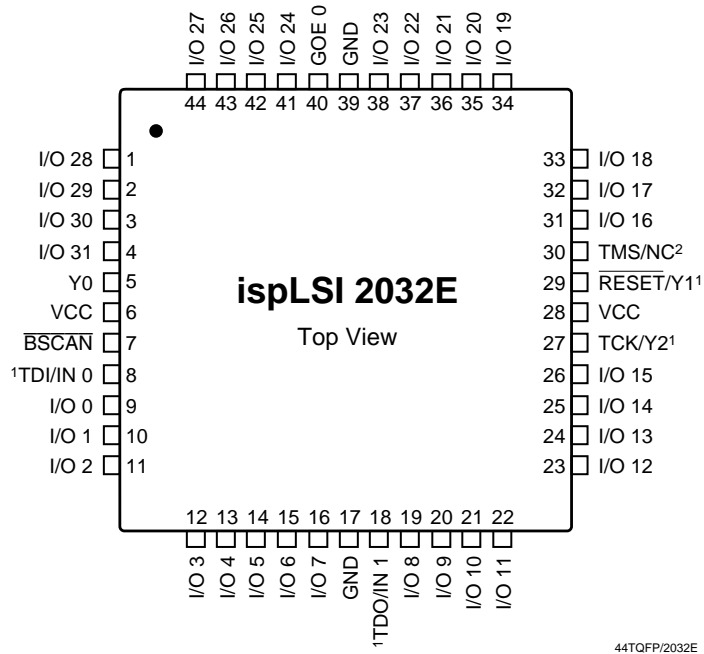 I/O 27
I/O 26
I/O 25
I/O 24
GOE 0
GND
I/O 23
I/O 22
I/O 21
I/O 20
I/O 19
44 43 42 41 40 39 38 37 36 35 34
I/O 28 1
I/O 29 2
I/O 30 3
I/O 31 4
Y0 5
VCC 6
BSCAN 7
¹TDI/IN 0 8
I/O 0 9
I/O 1 10
I/O 2 11
ispLSI 2032E
Top View
33 I/O 18
32 I/O 17
31 I/O 16
30 TMS/NC²
29 RESET/Y1¹
28 VCC
27 TCK/Y2¹
26 I/O 15
25 I/O 14
24 I/O 13
23 I/O 12
12 13 14 15 16 17 18 19 20 21 22
I/O 3
I/O 4
I/O 5
I/O 6
I/O 7
GND
¹TDO/IN 1
I/O 8
I/O 9
I/O 10
I/O 11
44TQFP/2032E